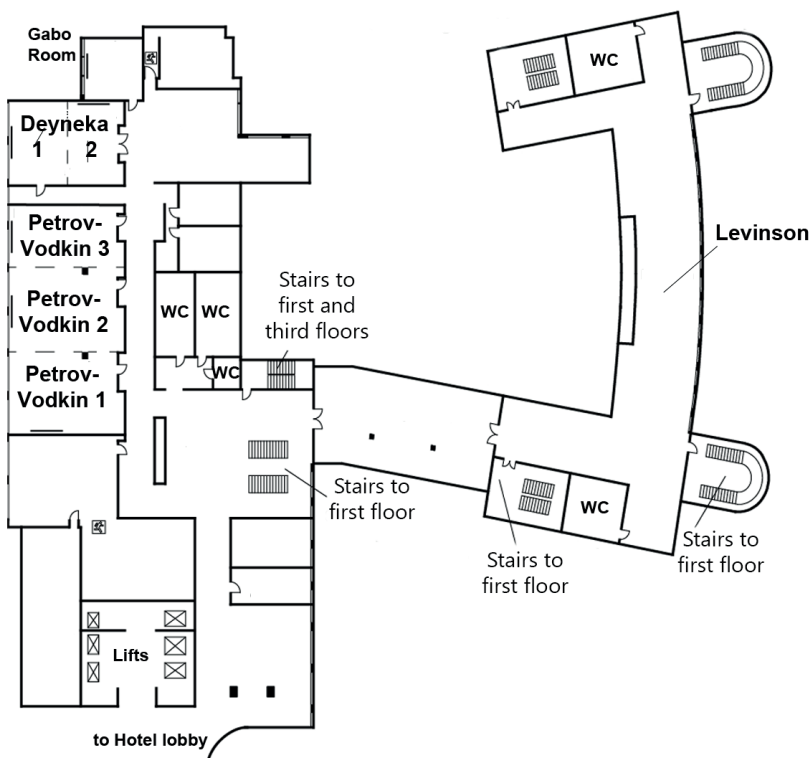 Gabo
Room
WC
Deyneka
1 2
Levinson
Petrov-
Vodkin 3
Stairs to
first and
third floors
Petrov-
Vodkin 2
WC WC
WC
Petrov-
Vodkin 1
Stairs to
first floor
WC
Stairs to
first floor
Stairs to
first floor
Lifts
to Hotel lobby